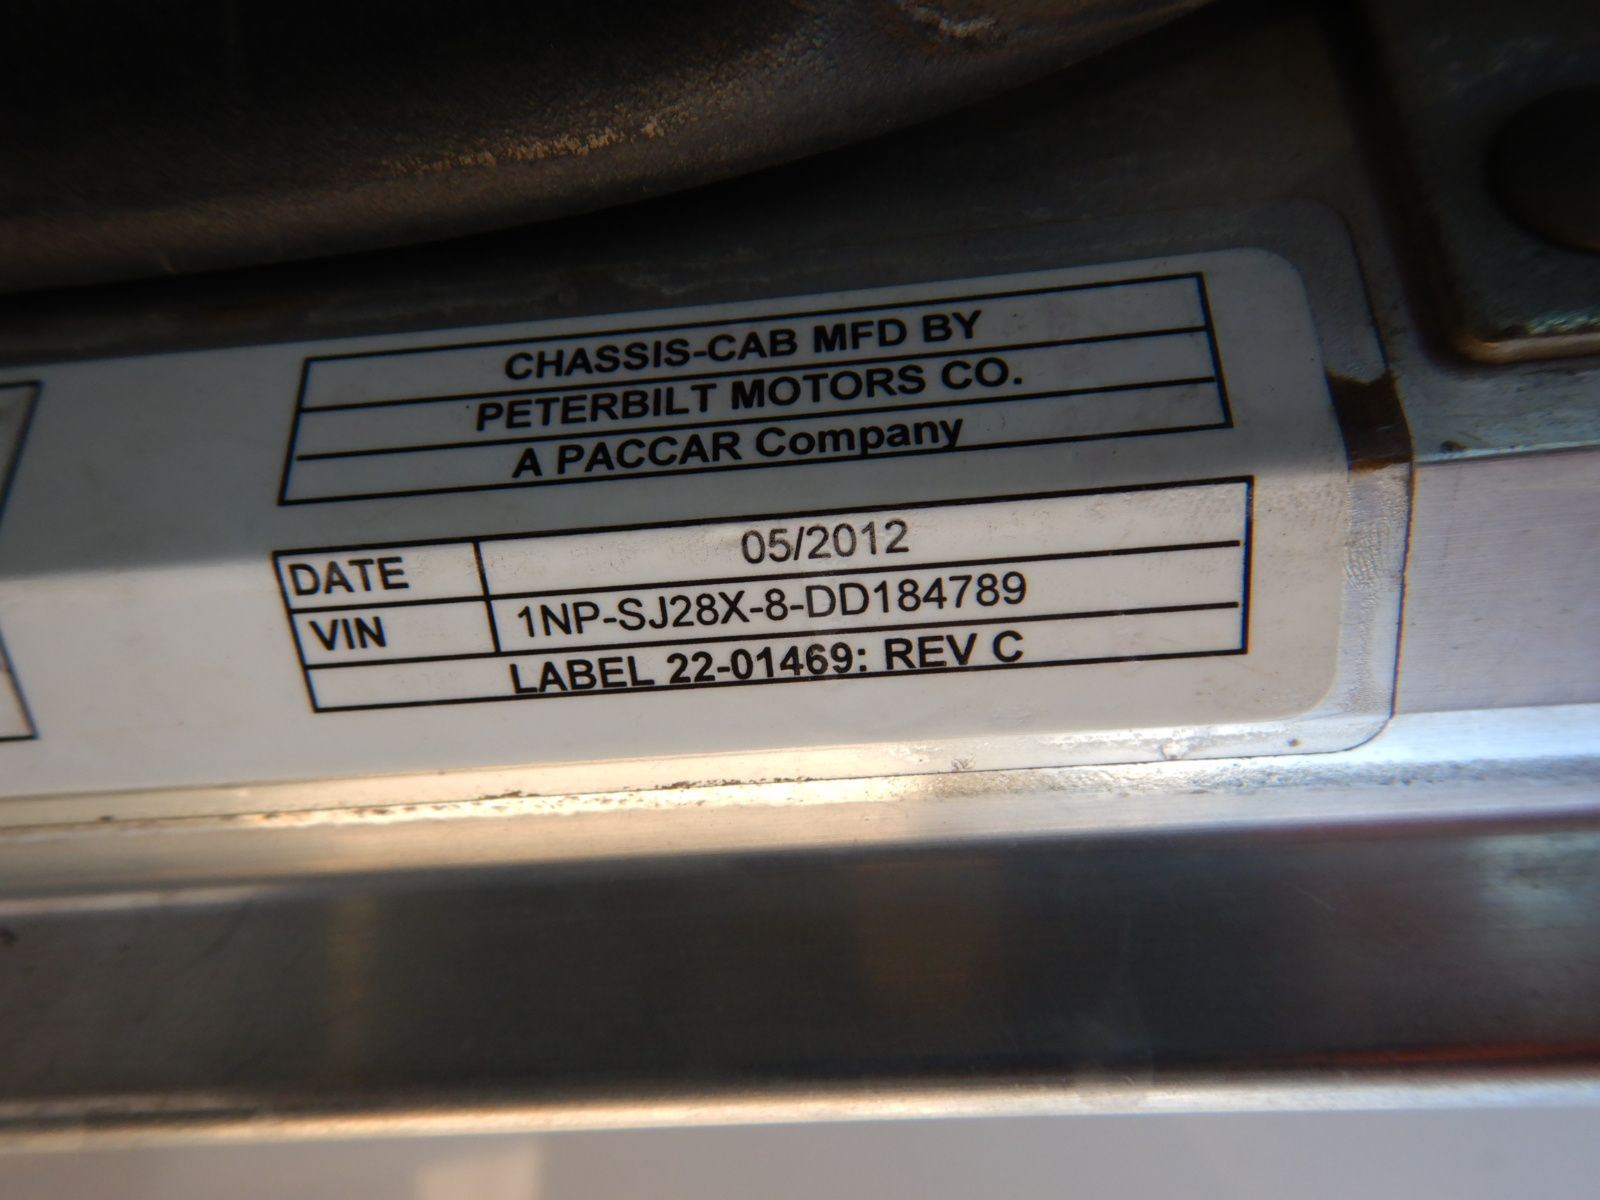 CHASSIS-CAB MFD BY
PETERBILT MOTORS CO.
A PACCAR Company
DATE 05/2012
VIN 1NP-SJ28X-8-DD184789
LABEL 22-01469: REV C